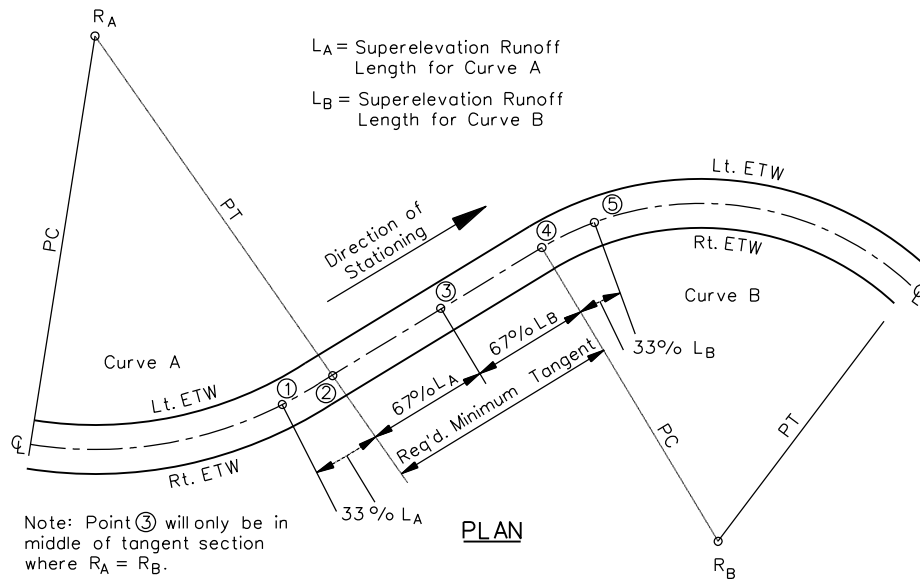 R_A
L_A = Superelevation Runoff
Length for Curve A
L_B = Superelevation Runoff
Length for Curve B
Lt. ETW
PT
Direction of
Stationing
PC
5
4
Rt. ETW
3
Curve B
℄
67% L_B
33% L_B
Curve A
1
67% L_A
2
Lt. ETW
Req'd. Minimum Tangent
PC
PT
℄
Rt. ETW
33% L_A
Note: Point 3 will only be in
middle of tangent section
where R_A = R_B.
PLAN
R_B